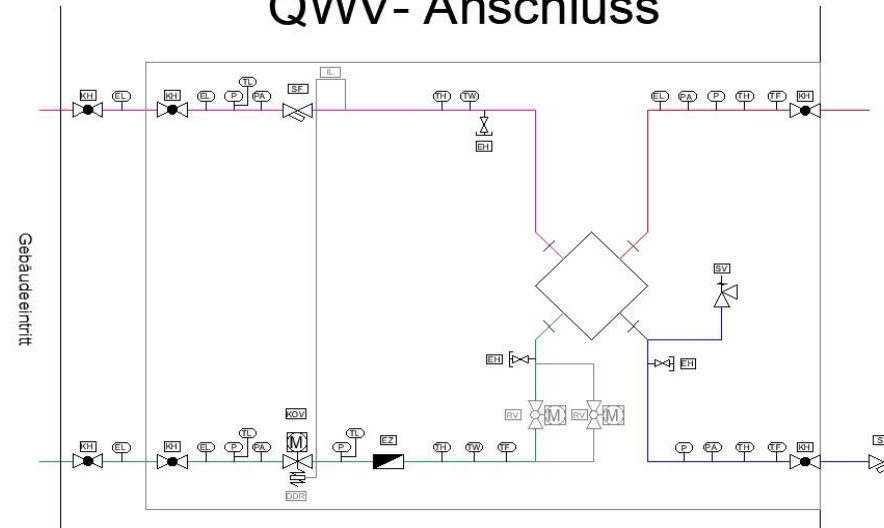 QWV- Anschluss
IL
TL
KH EL KH EL P PA SF TH TW EL PA P TH TF KH
EH
Gebäudeeintritt
SV
EH EH
RV M RV M
KOV
KH EL KH EL P TL PA M P TL EZ TH TW TF P PA TH TF KH S
DDR